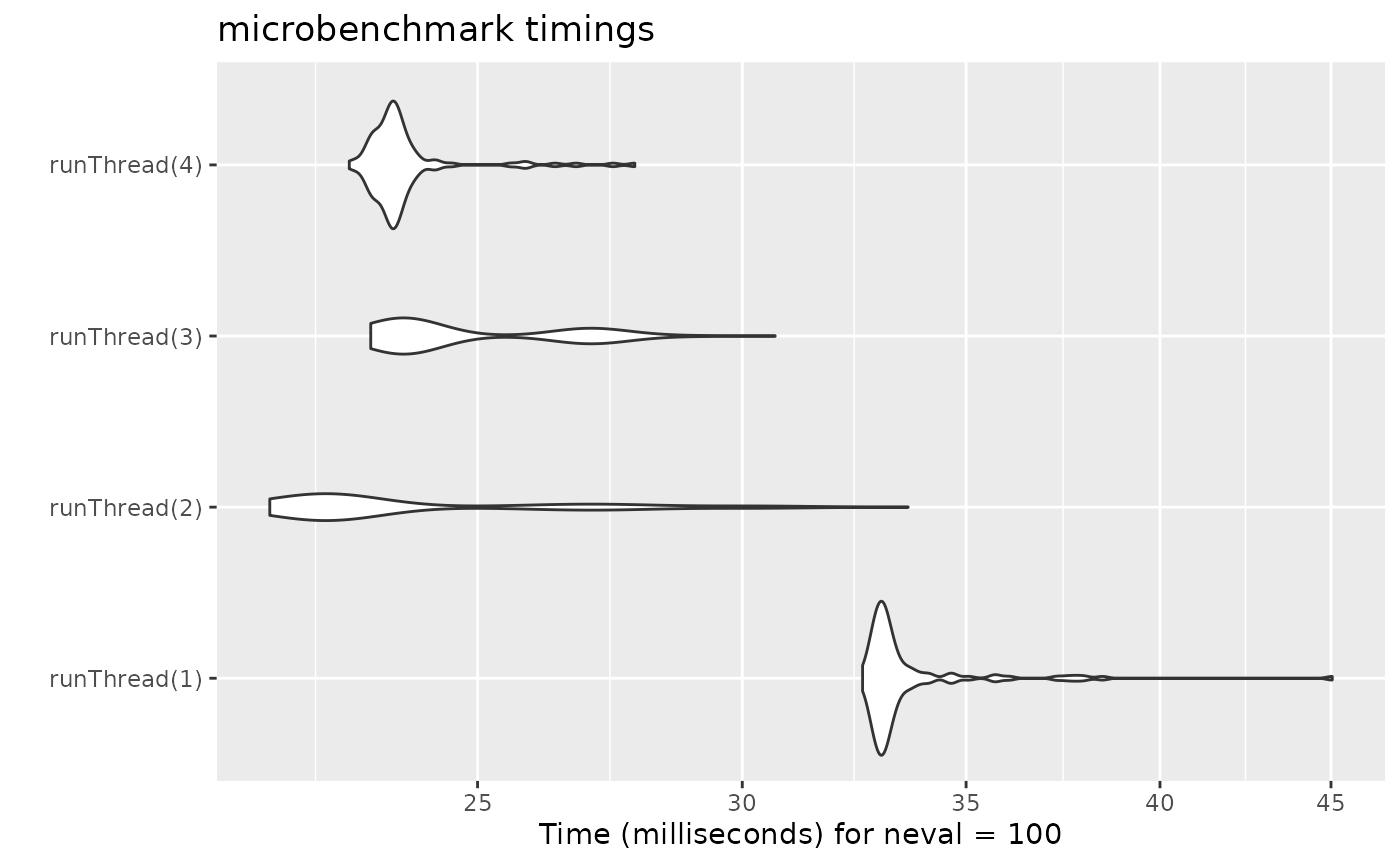 microbenchmark timings
runThread(4)
runThread(3)
runThread(2)
runThread(1)
25 30 35 40 45
Time (milliseconds) for neval = 100